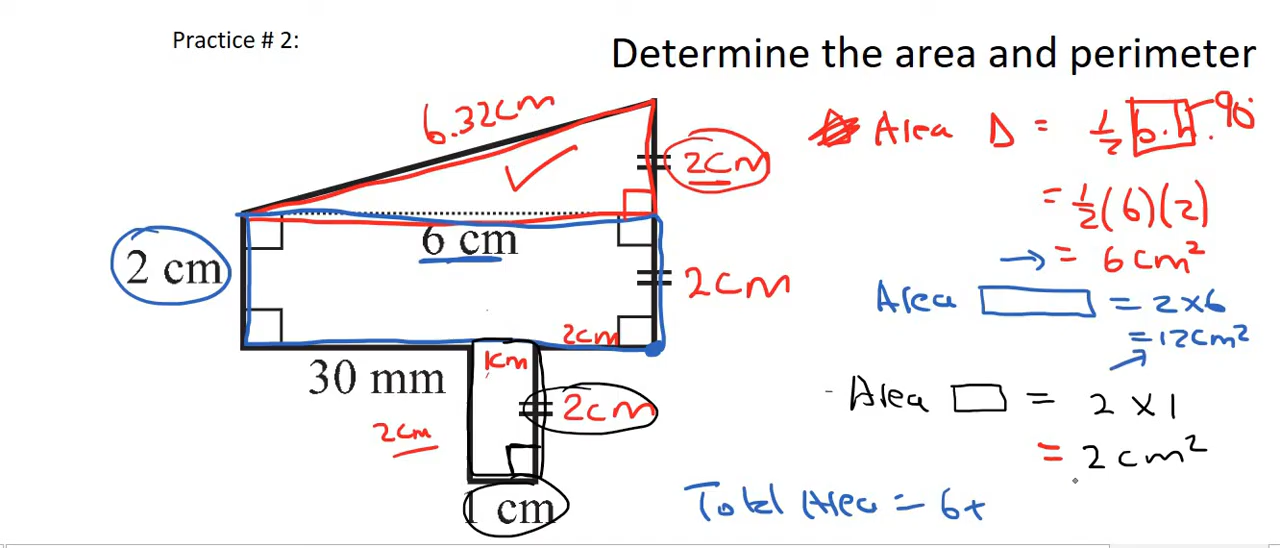 Practice # 2:
Determine the area and perimeter
6.32cm
Area Δ = 1/2 b.h. 90°
2cm
= 1/2 (6)(2)
6 cm
= 6cm²
2 cm
2cm
Area = 2×6
= 12cm²
2cm
30 mm
1cm
2cm
Area = 2 × 1
2cm
= 2cm²
1 cm
Total Area = 6+